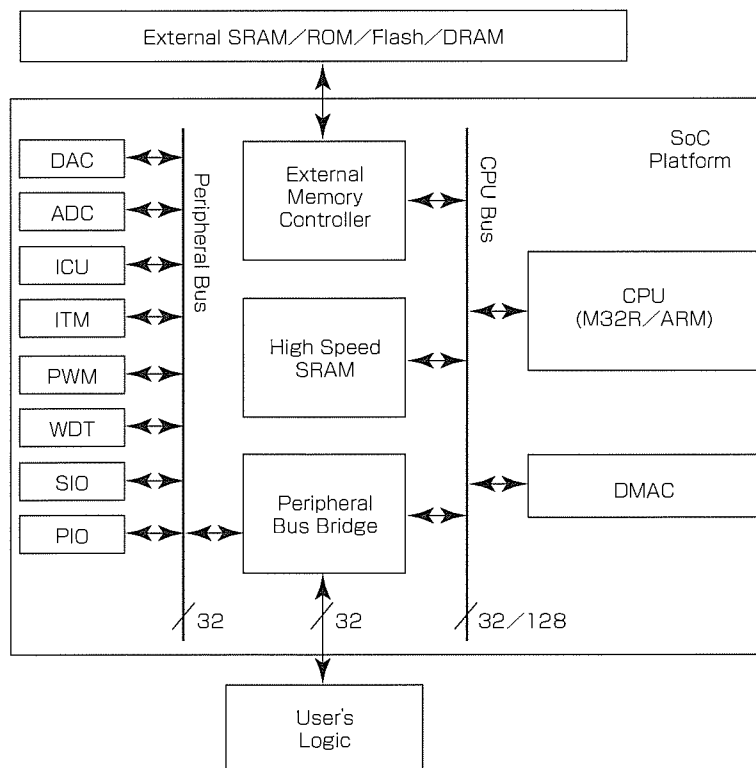 External SRAM／ROM／Flash／DRAM
SoC
Platform
DAC
ADC
ICU
ITM
PWM
WDT
SIO
PIO
Peripheral Bus
External
Memory
Controller
High Speed
SRAM
Peripheral
Bus Bridge
CPU Bus
CPU
(M32R／ARM)
DMAC
32
32
32／128
User's
Logic